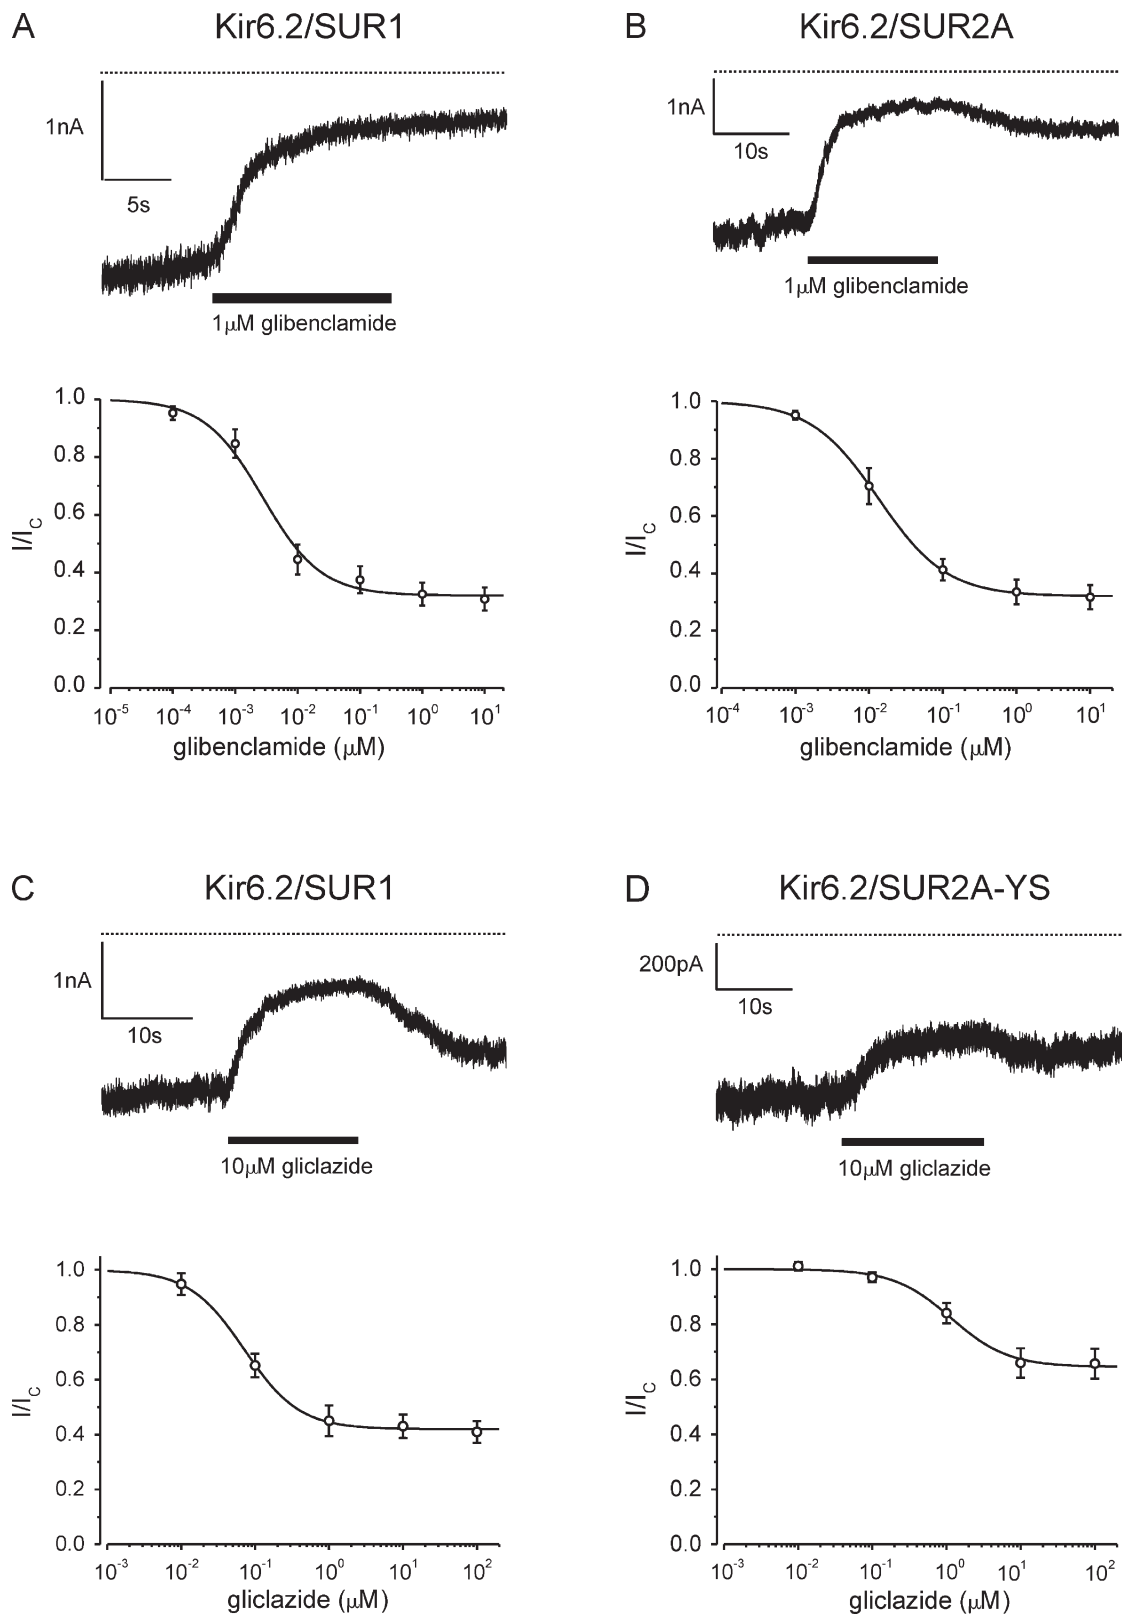 A Kir6.2/SUR1
1nA
5s
1μM glibenclamide
1.0
0.8
0.6
0.4
0.2
0.0
I/I_C
10⁻⁵ 10⁻⁴ 10⁻³ 10⁻² 10⁻¹ 10⁰ 10¹
glibenclamide (μM)
B Kir6.2/SUR2A
1nA
10s
1μM glibenclamide
1.0
0.8
0.6
0.4
0.2
0.0
I/I_C
10⁻⁴ 10⁻³ 10⁻² 10⁻¹ 10⁰ 10¹
glibenclamide (μM)
C Kir6.2/SUR1
1nA
10s
10μM gliclazide
1.0
0.8
0.6
0.4
0.2
0.0
I/I_C
10⁻³ 10⁻² 10⁻¹ 10⁰ 10¹ 10²
gliclazide (μM)
D Kir6.2/SUR2A-YS
200pA
10s
10μM gliclazide
1.0
0.8
0.6
0.4
0.2
0.0
I/I_C
10⁻³ 10⁻² 10⁻¹ 10⁰ 10¹ 10²
gliclazide (μM)